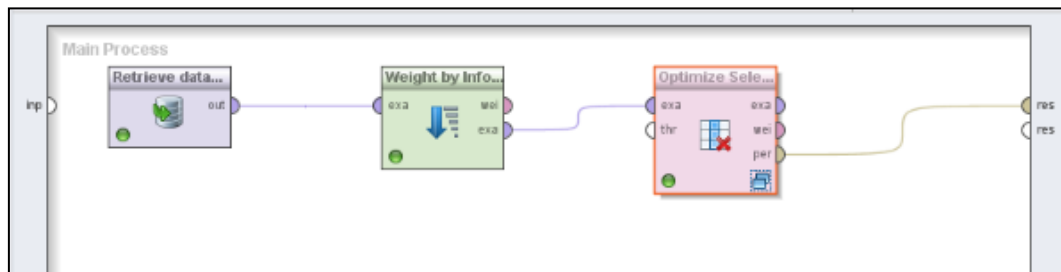 Main Process
Retrieve data...
Weight by Info...
Optimize Sele...
inp
out
exa
wei
exa
exa
exa
thr
wei
per
res
res